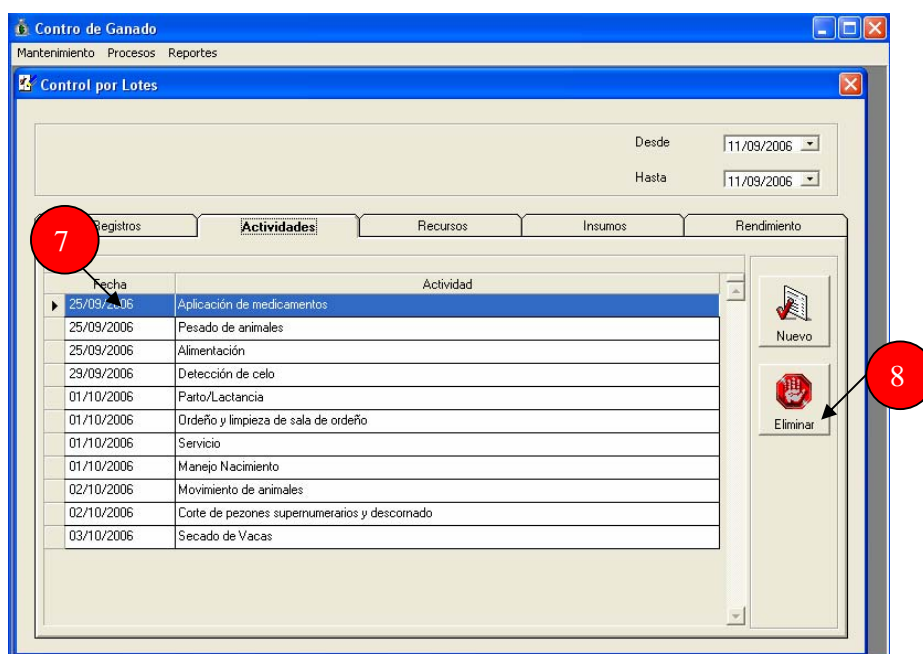 Contro de Ganado
Mantenimiento Procesos Reportes
Control por Lotes
Desde 11/09/2006
Hasta 11/09/2006
Registros Actividades Recursos Insumos Rendimiento
7
Fecha Actividad
25/09/2006 Aplicación de medicamentos
25/09/2006 Pesado de animales
25/09/2006 Alimentación
29/09/2006 Detección de celo
01/10/2006 Parto/Lactancia
01/10/2006 Ordeño y limpieza de sala de ordeño
01/10/2006 Servicio
01/10/2006 Manejo Nacimiento
02/10/2006 Movimiento de animales
02/10/2006 Corte de pezones supernumerarios y descornado
03/10/2006 Secado de Vacas
Nuevo
8
Eliminar